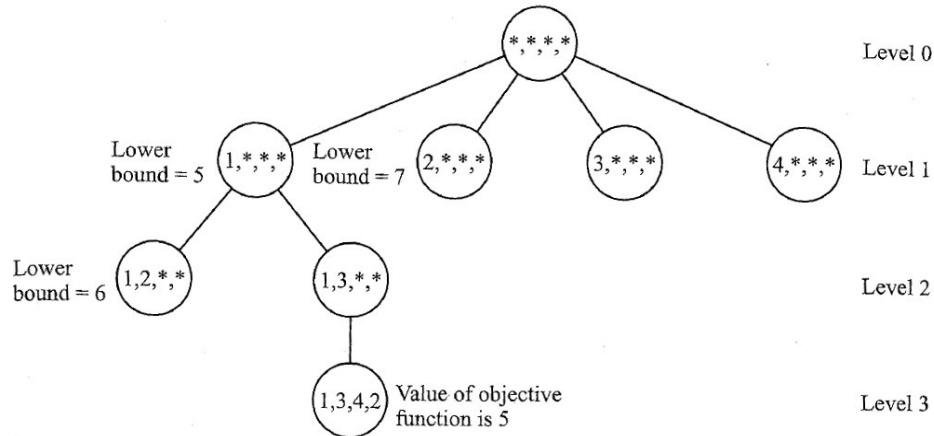 *,*,*,*
Level 0
Lower
bound = 5
1,*,*,*
Lower
bound = 7
2,*,*,*
3,*,*,*
4,*,*,*
Level 1
Lower
bound = 6
1,2,*,*
1,3,*,*
Level 2
1,3,4,2
Value of objective
function is 5
Level 3